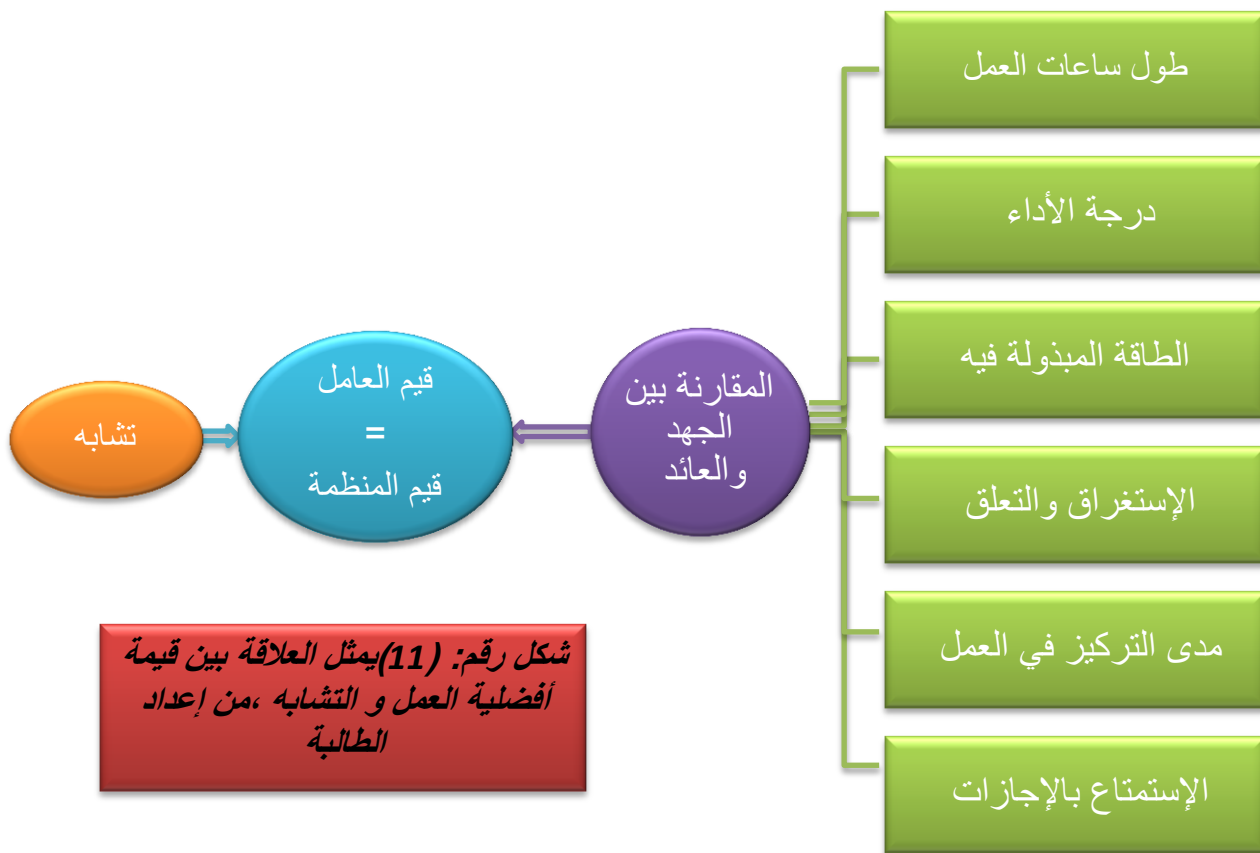 طول ساعات العمل
درجة الأداء
الطاقة المبذولة فيه
الإستغراق والتعلق
مدى التركيز في العمل
الإستمتاع بالإجازات
المقارنة بين
الجهد
والعائد
قيم العامل
=
قيم المنظمة
تشابه
شكل رقم: (11)يمثل العلاقة بين قيمة
أفضلية العمل و التشابه ،من إعداد
الطالبة